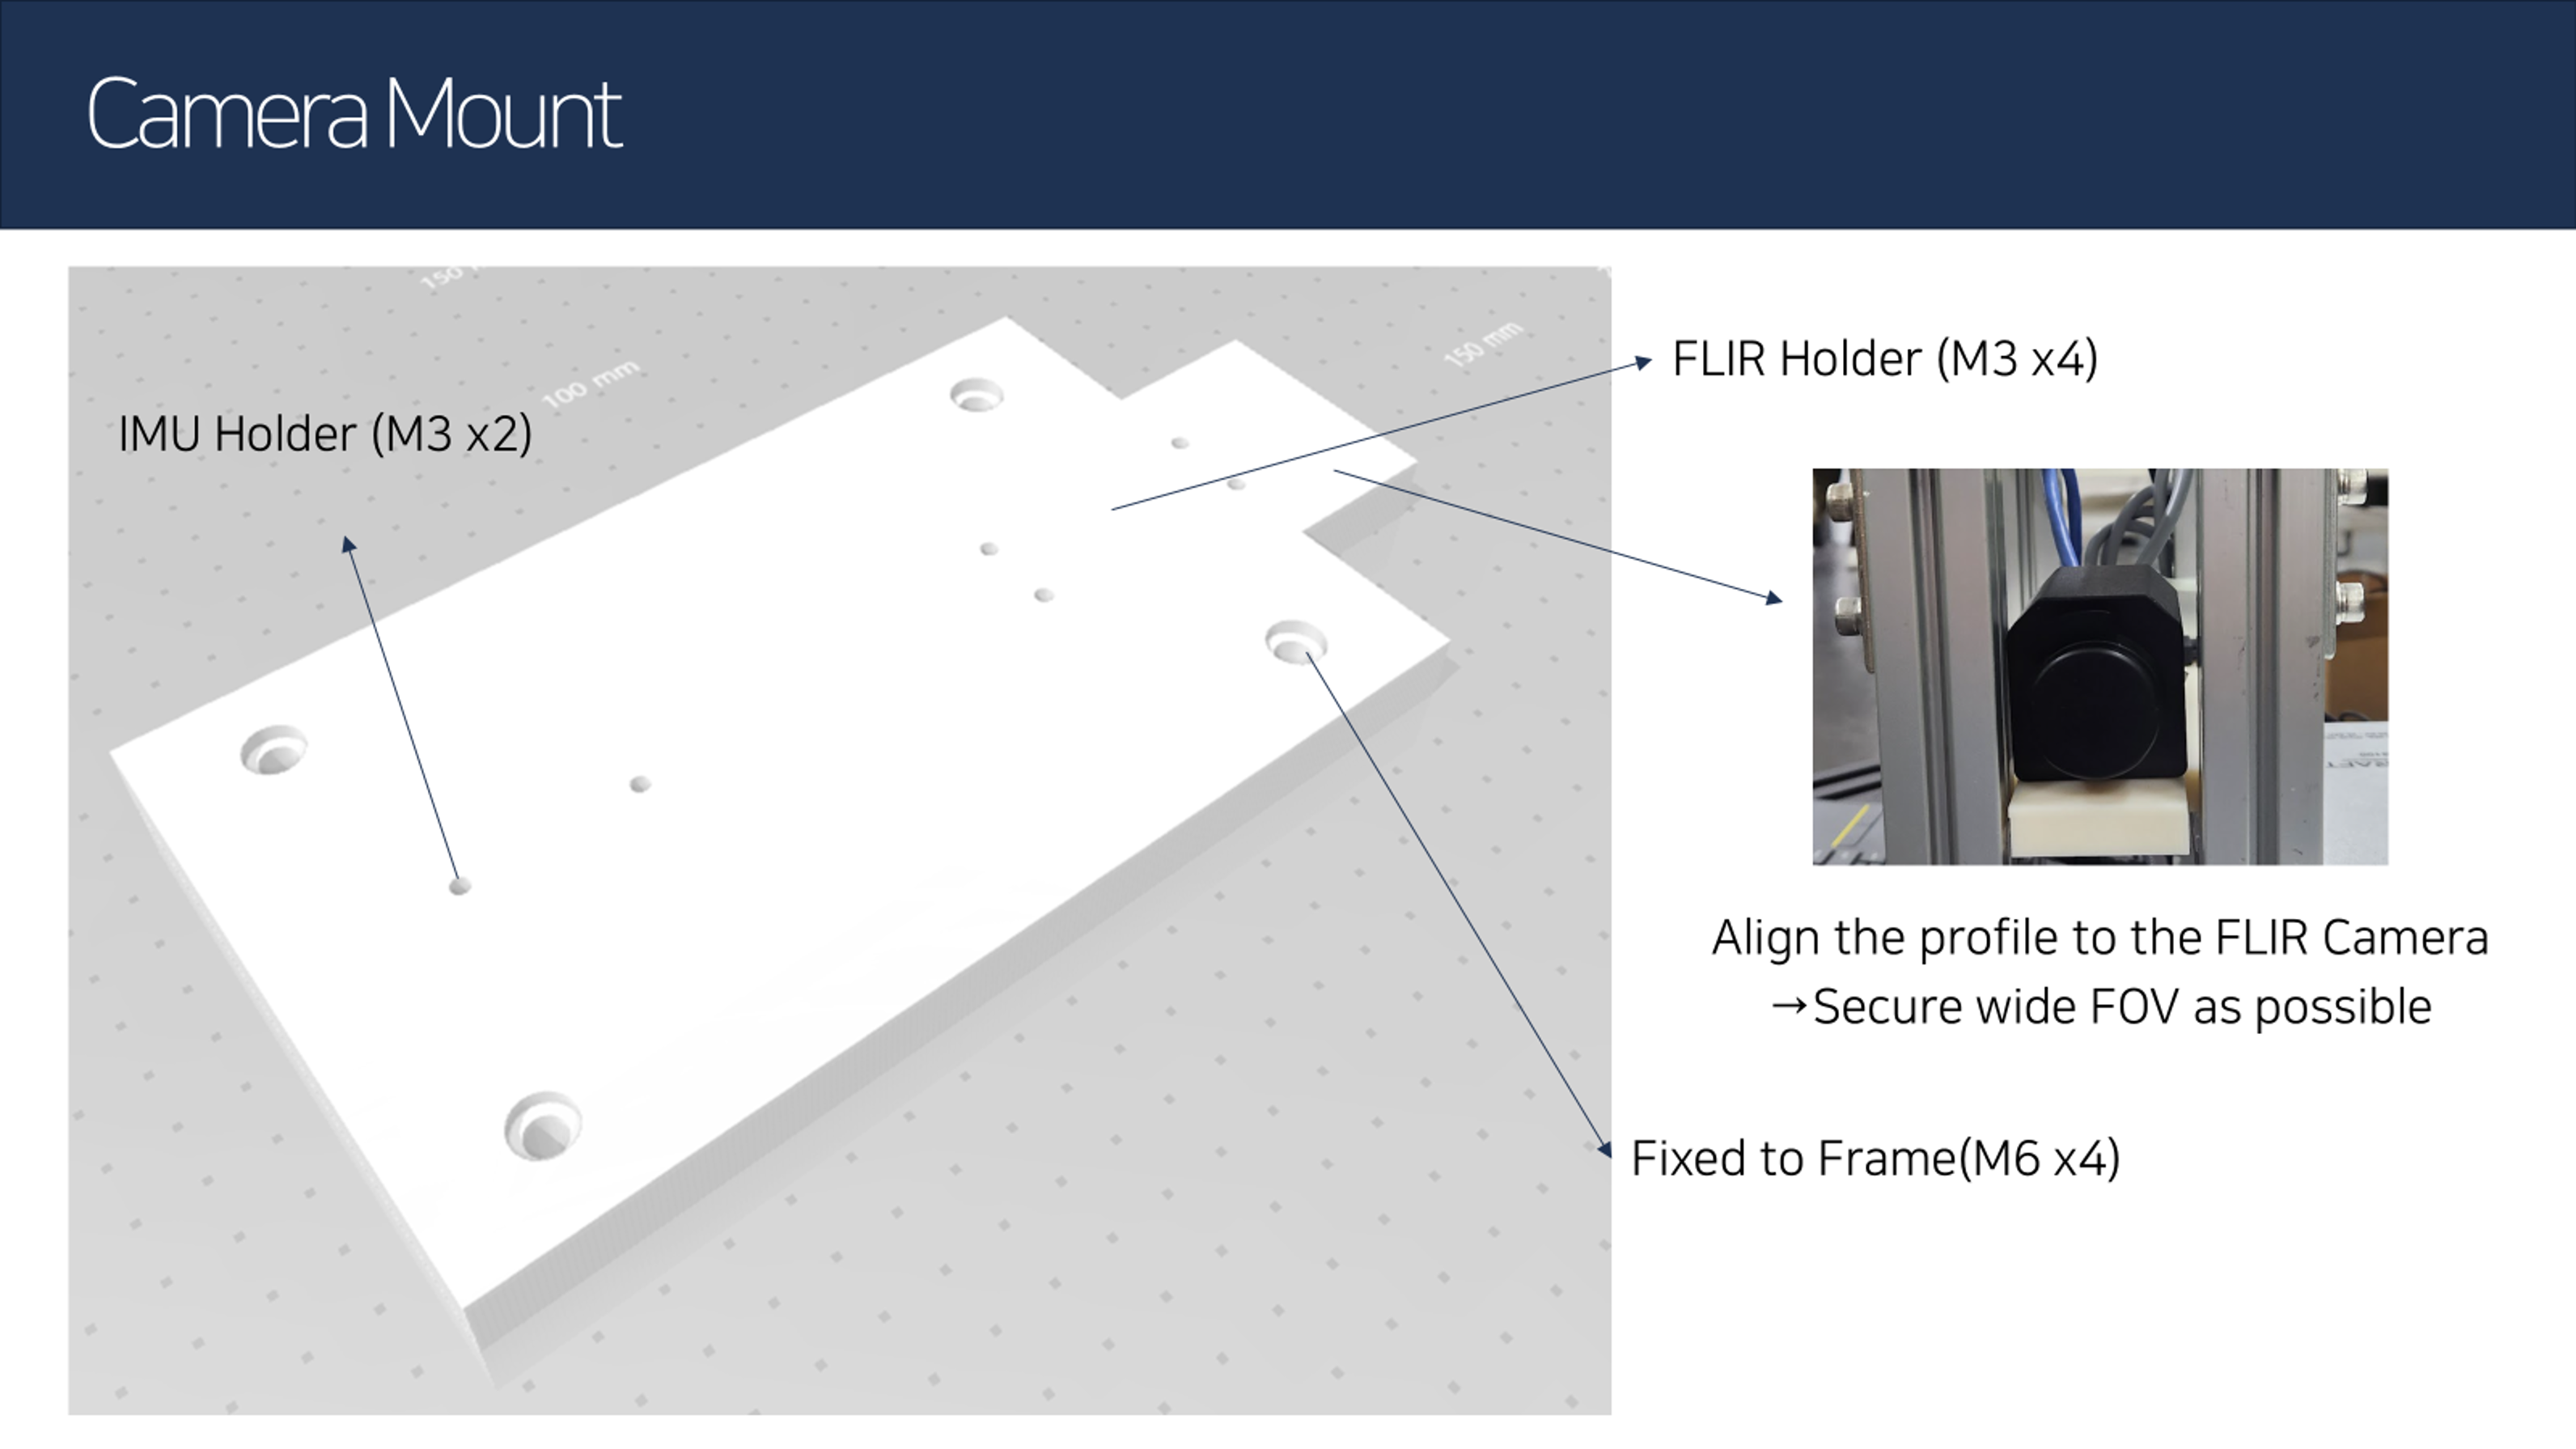 Camera Mount
150
100 mm
150 mm
IMU Holder (M3 x2)
FLIR Holder (M3 x4)
Align the profile to the FLIR Camera
→Secure wide FOV as possible
Fixed to Frame(M6 x4)